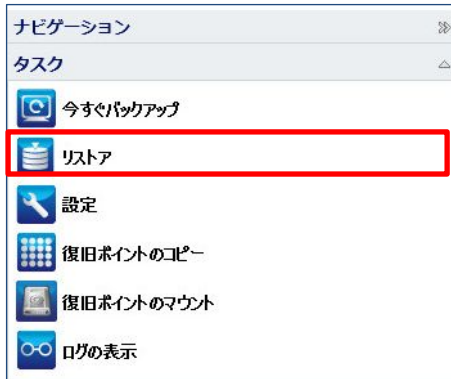 ナビゲーション
タスク
今すぐバックアップ
リストア
設定
復旧ポイントのコピー
復旧ポイントのマウント
ログの表示